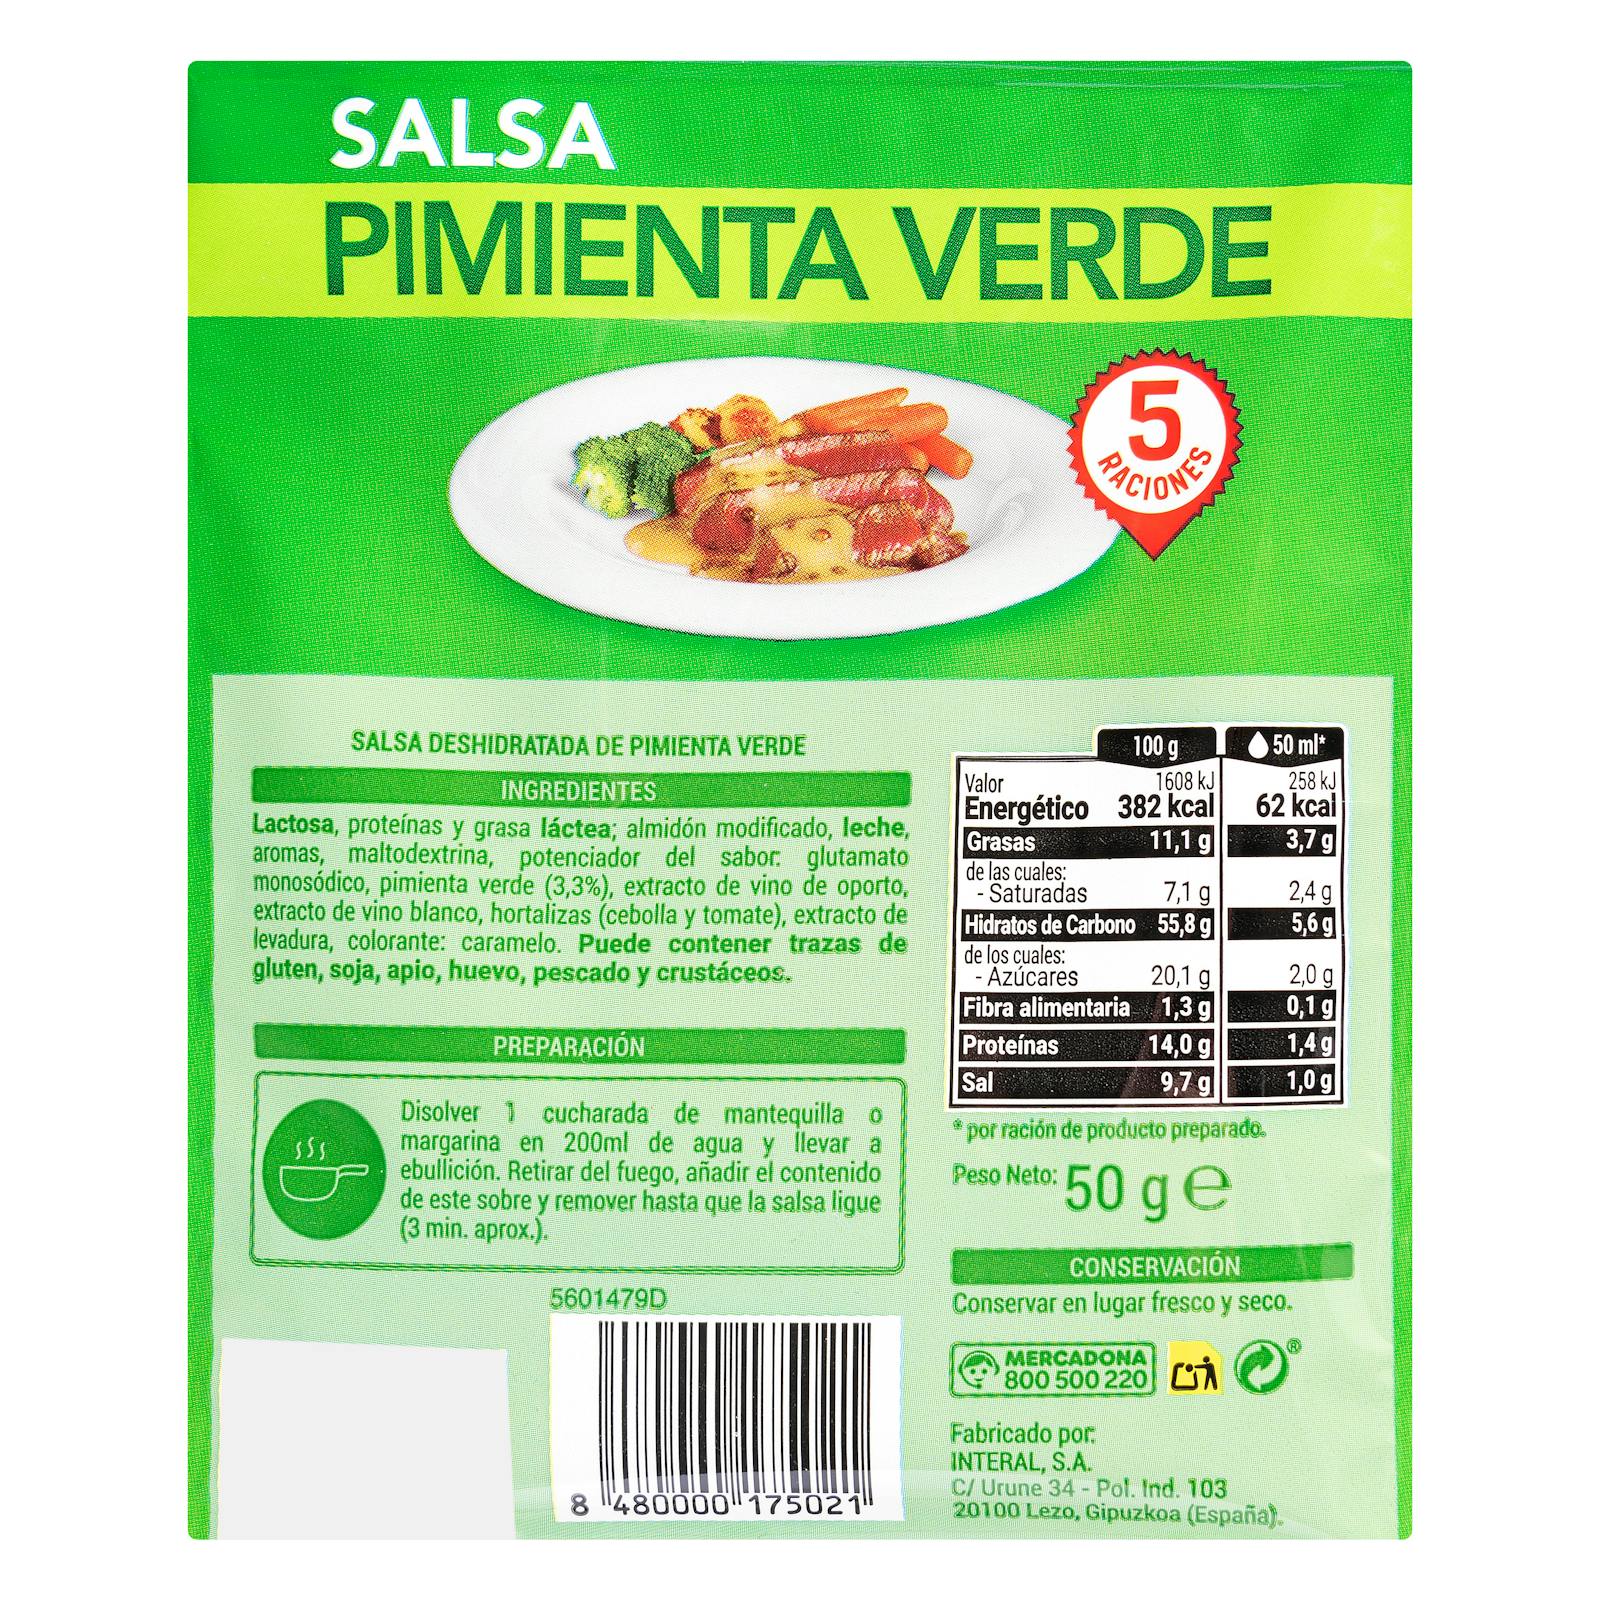 SALSA
PIMIENTA VERDE
5
RACIONES
SALSA DESHIDRATADA DE PIMIENTA VERDE
INGREDIENTES
Lactosa, proteínas y grasa láctea; almidón modificado, leche,
aromas, maltodextrina, potenciador del sabor: glutamato
monosódico, pimienta verde (3,3%), extracto de vino de oporto,
extracto de vino blanco, hortalizas (cebolla y tomate), extracto de
levadura, colorante: caramelo. Puede contener trazas de
gluten, soja, apio, huevo, pescado y crustáceos.
PREPARACIÓN
Disolver 1 cucharada de mantequilla o
margarina en 200ml de agua y llevar a
ebullición. Retirar del fuego, añadir el contenido
de este sobre y remover hasta que la salsa ligue
(3 min. aprox.).
5601479D
8 480000 175021
100 g 50 ml*
Valor 1608 kJ 258 kJ
Energético 382 kcal 62 kcal
Grasas 11,1 g 3,7 g
de las cuales:
- Saturadas 7,1 g 2,4 g
Hidratos de Carbono 55,8 g 5,6 g
de los cuales:
- Azúcares 20,1 g 2,0 g
Fibra alimentaria 1,3 g 0,1 g
Proteínas 14,0 g 1,4 g
Sal 9,7 g 1,0 g
* por ración de producto preparado.
Peso Neto: 50 g ℮
CONSERVACIÓN
Conservar en lugar fresco y seco.
MERCADONA
800 500 220
®
Fabricado por:
INTERAL, S.A.
C/ Urune 34 - Pol. Ind. 103
20100 Lezo, Gipuzkoa (España).